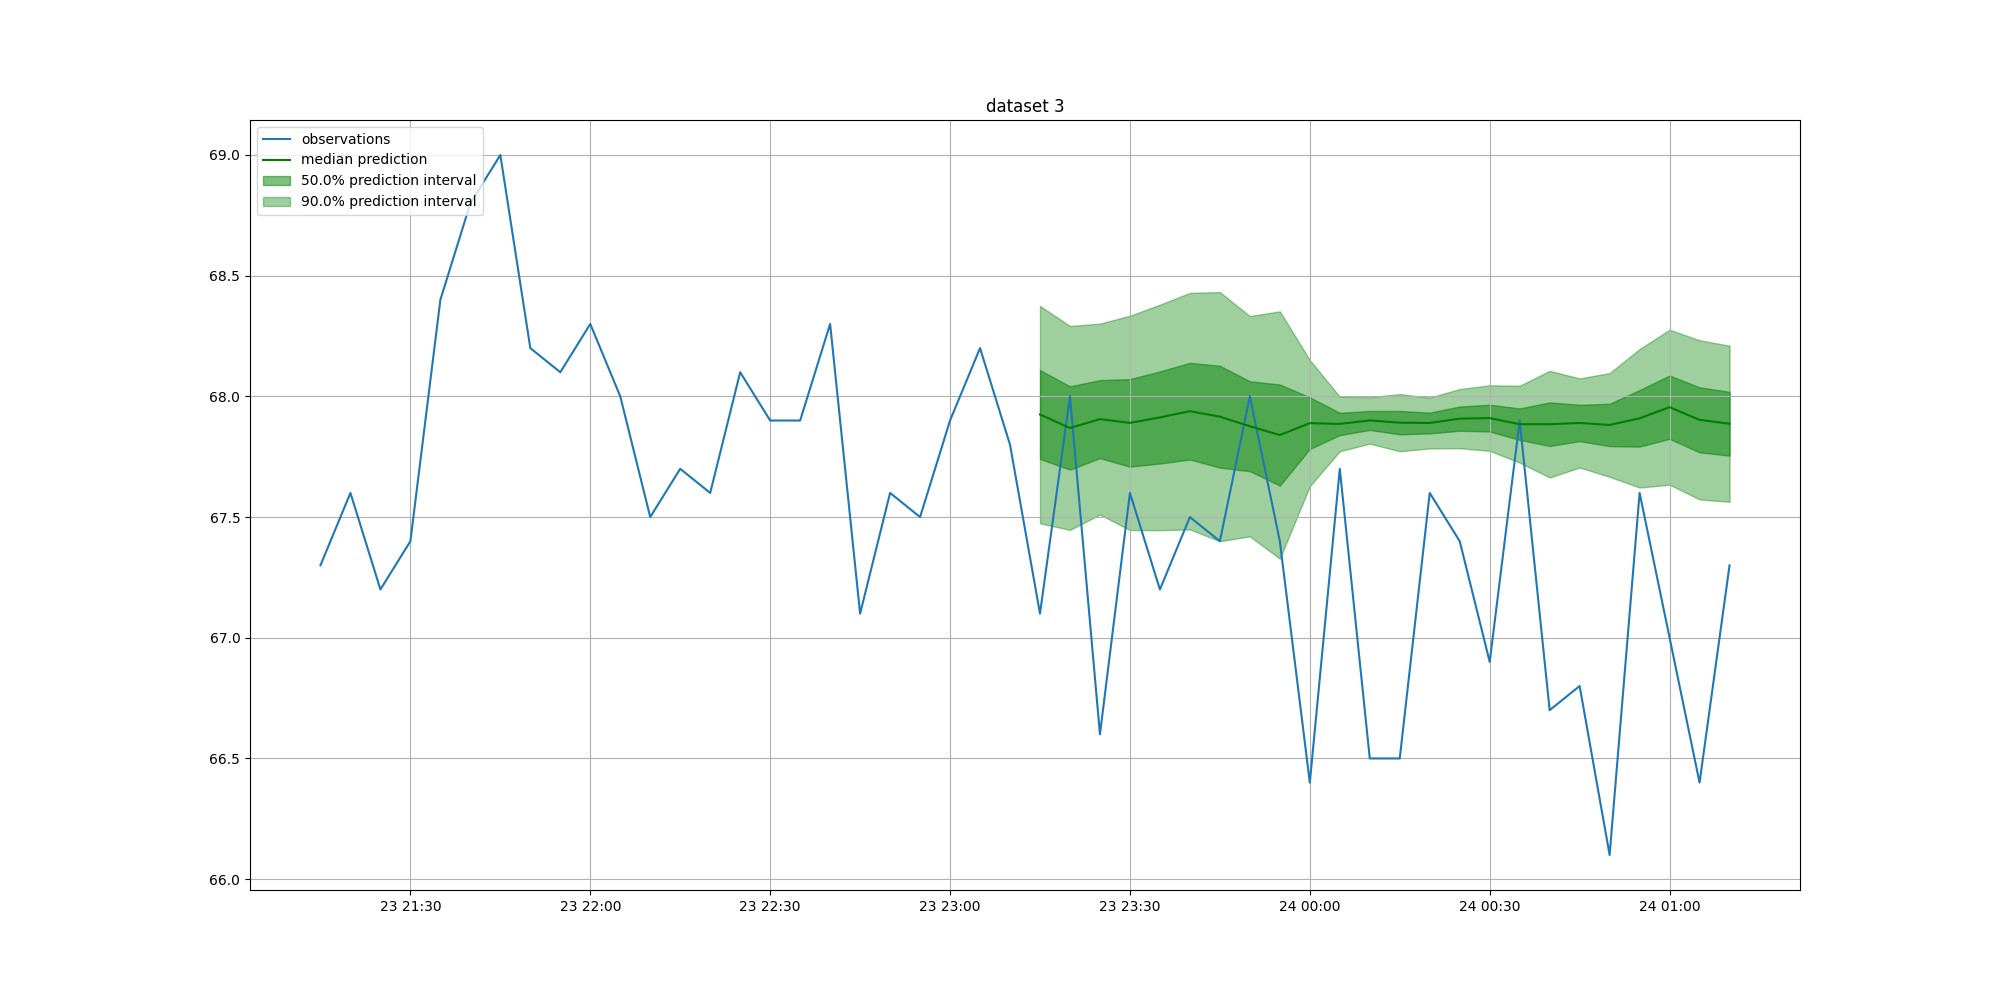 dataset 3
observations
median prediction
50.0% prediction interval
90.0% prediction interval
69.0
68.5
68.0
67.5
67.0
66.5
66.0
23 21:30 23 22:00 23 22:30 23 23:00 23 23:30 24 00:00 24 00:30 24 01:00